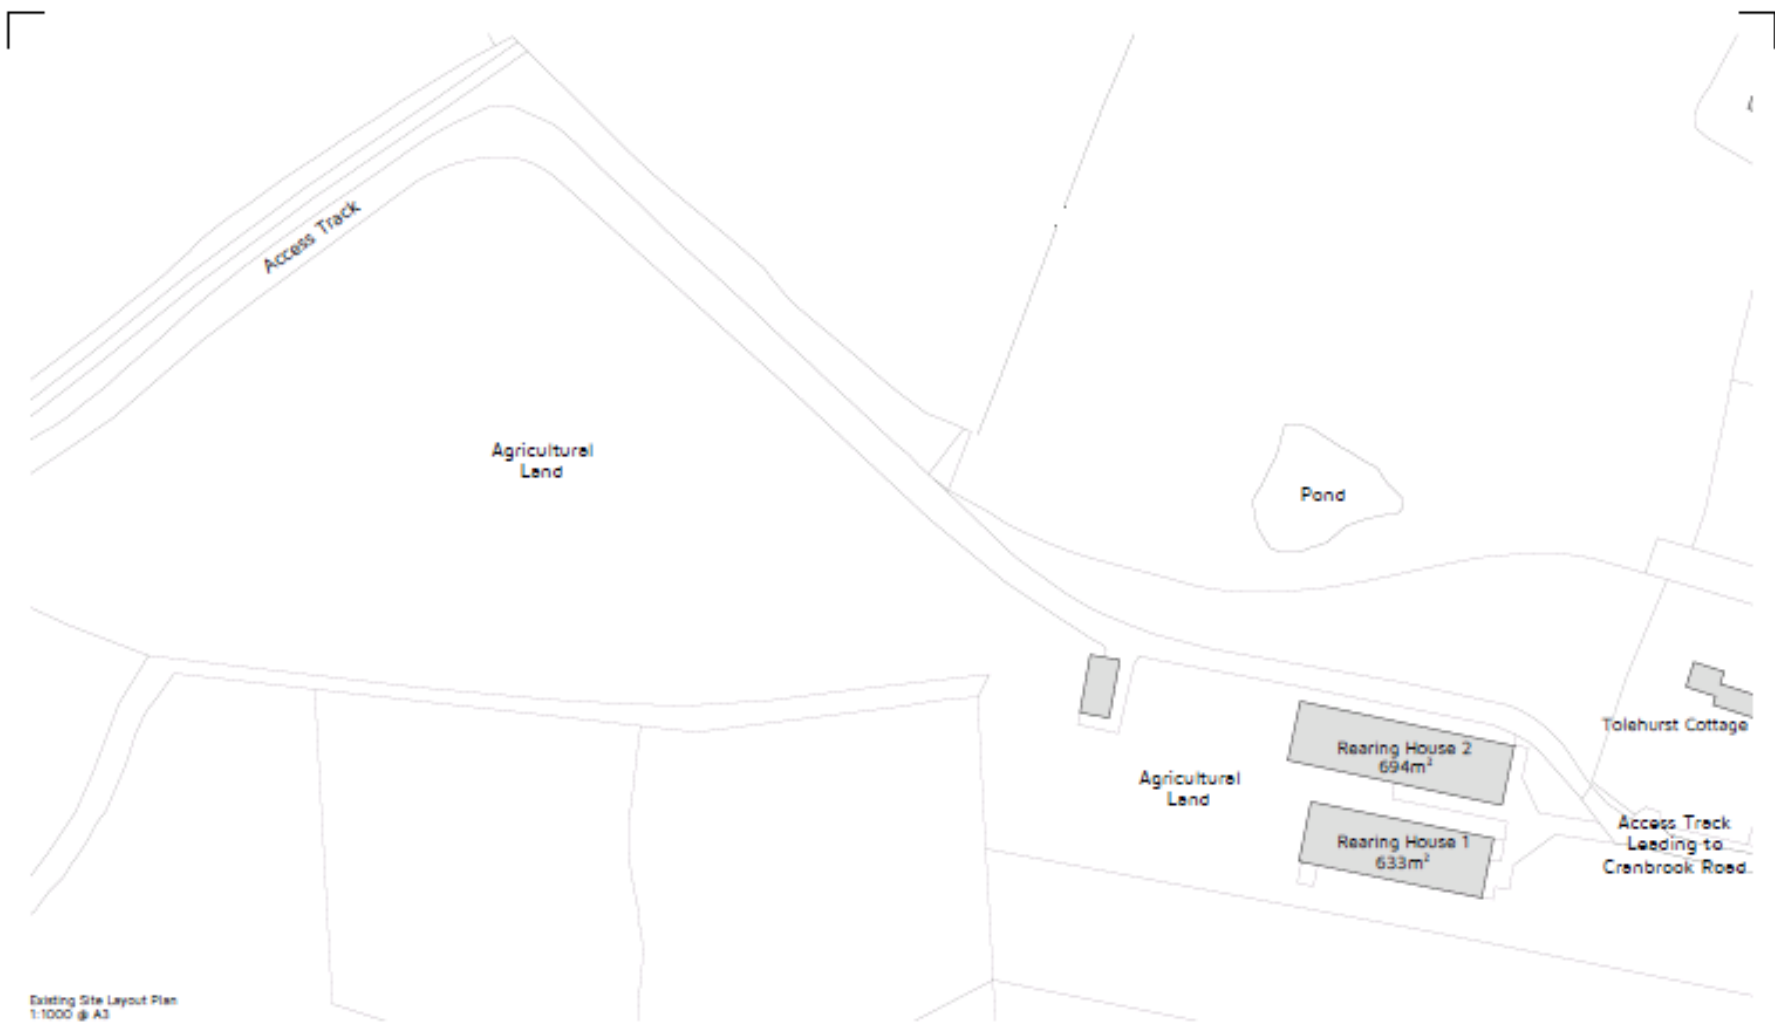 Access Track
Agricultural
Land
Pond
Tolehurst Cottage
Rearing House 2
694m²
Agricultural
Land
Access Track
Leading to
Cranbrook Road.
Rearing House 1
633m²
Existing Site Layout Plan
1:1000 @ A3